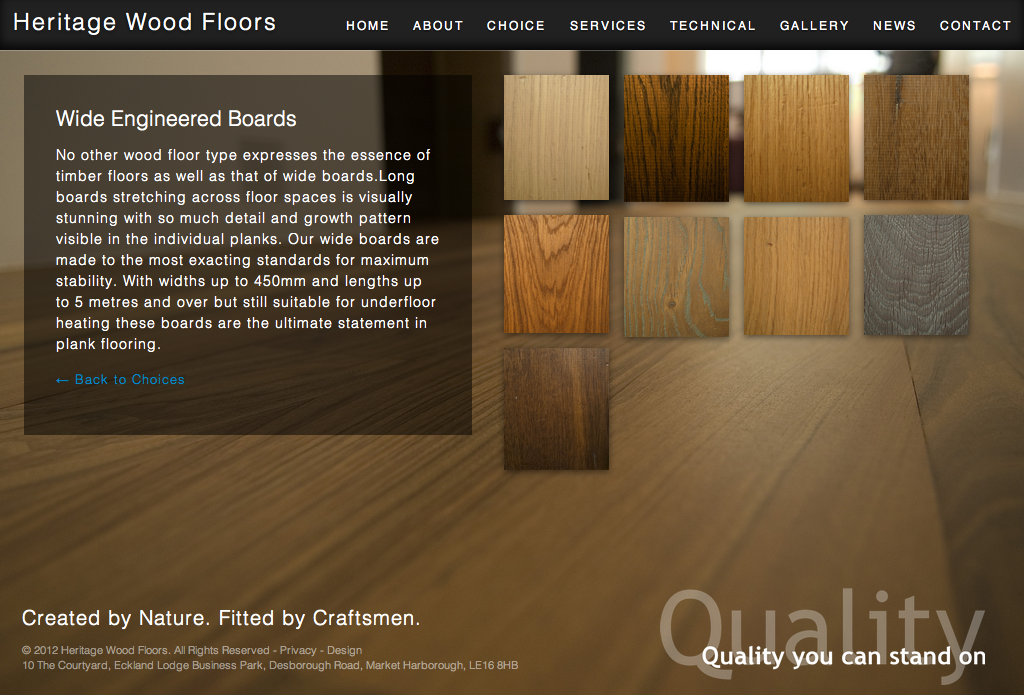 Heritage Wood Floors
HOME ABOUT CHOICE SERVICES TECHNICAL GALLERY NEWS CONTACT
Wide Engineered Boards
No other wood floor type expresses the essence of
timber floors as well as that of wide boards.Long
boards stretching across floor spaces is visually
stunning with so much detail and growth pattern
visible in the individual planks. Our wide boards are
made to the most exacting standards for maximum
stability. With widths up to 450mm and lengths up
to 5 metres and over but still suitable for underfloor
heating these boards are the ultimate statement in
plank flooring.
← Back to Choices
Created by Nature. Fitted by Craftsmen.
© 2012 Heritage Wood Floors. All Rights Reserved - Privacy - Design
10 The Courtyard, Eckland Lodge Business Park, Desborough Road, Market Harborough, LE16 8HB
Quality
Quality you can stand on